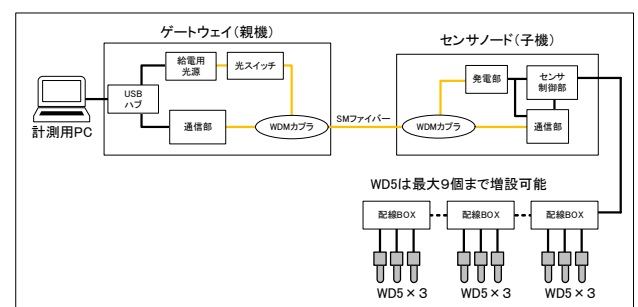 ゲートウェイ(親機)
センサノード(子機)
給電用
光源
光スイッチ
発電部
センサ
制御部
USB
ハブ
計測用PC
通信部
WDMカプラ
SMファイバー
WDMカプラ
通信部
WD5は最大9個まで増設可能
配線BOX
配線BOX
配線BOX
WD5×3
WD5×3
WD5×3